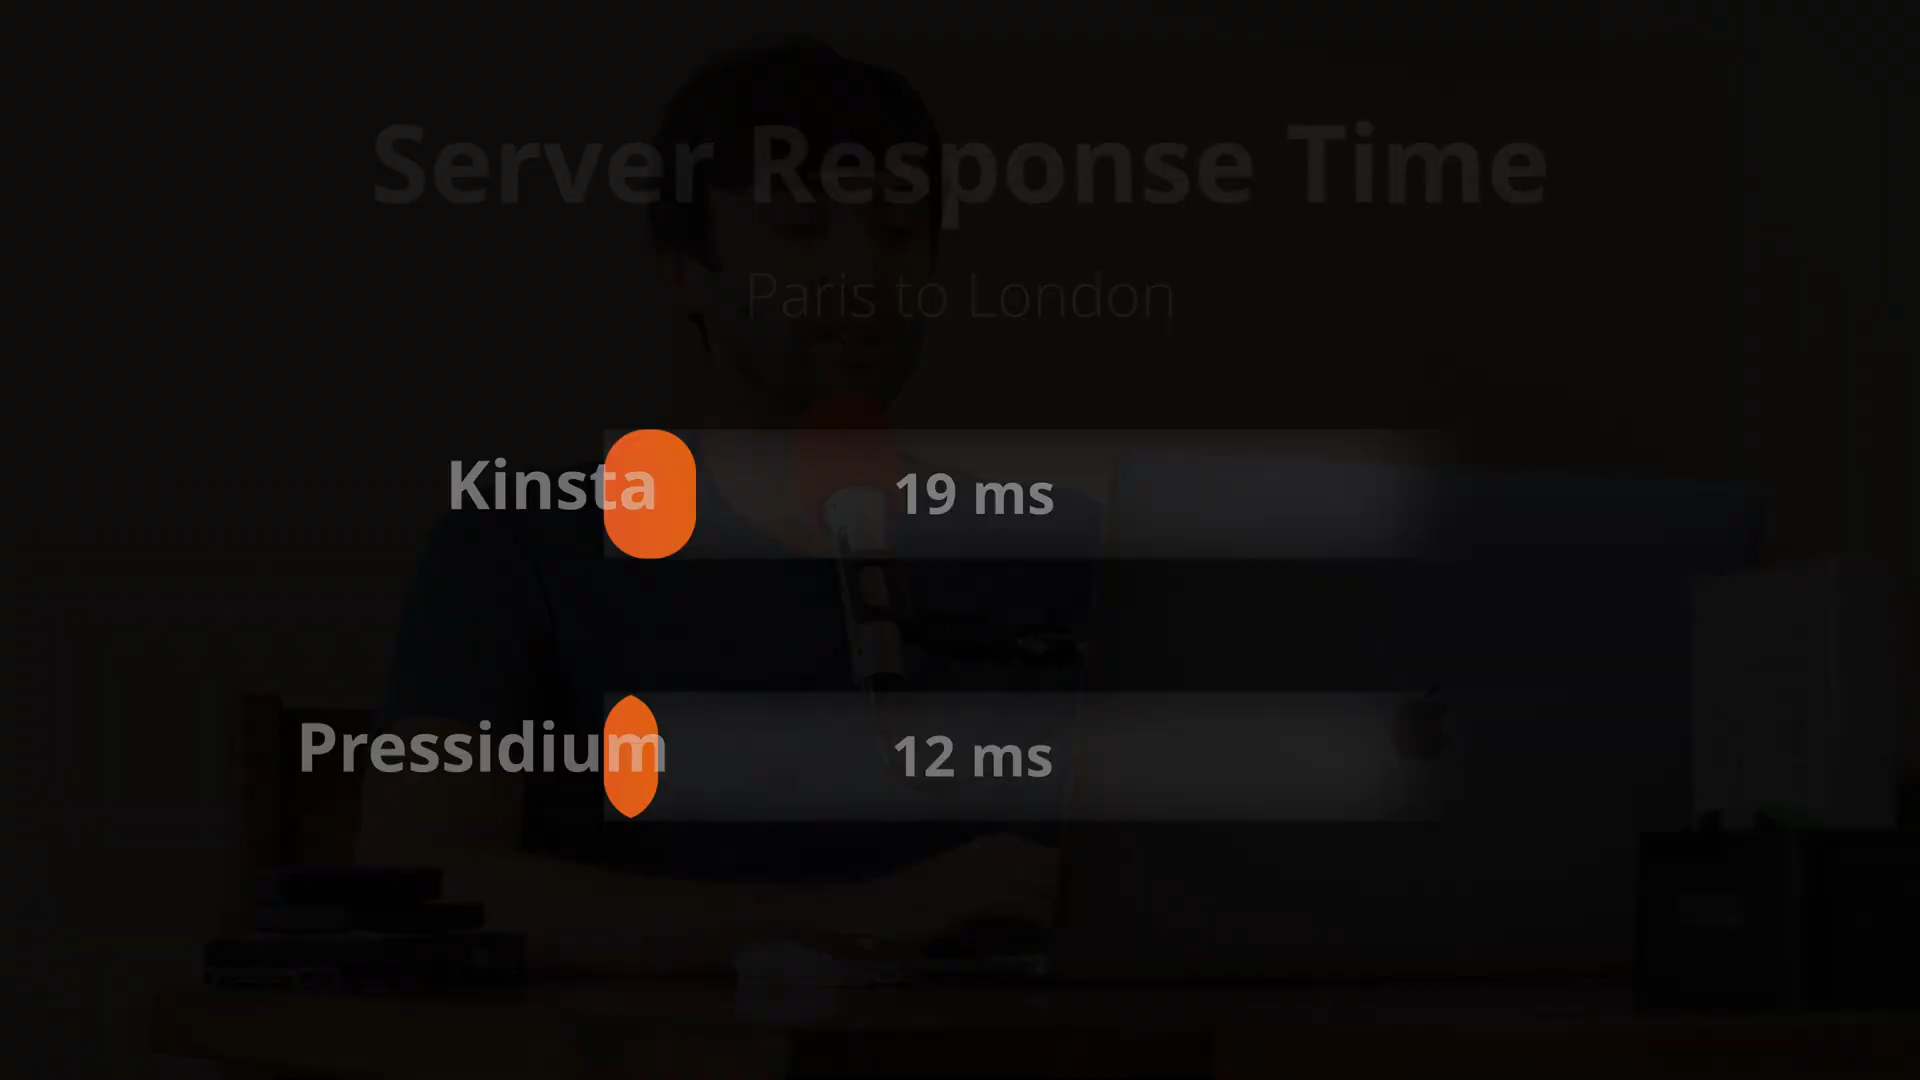 Server Response Time
Paris to London
Kinsta
19 ms
Pressidium
12 ms